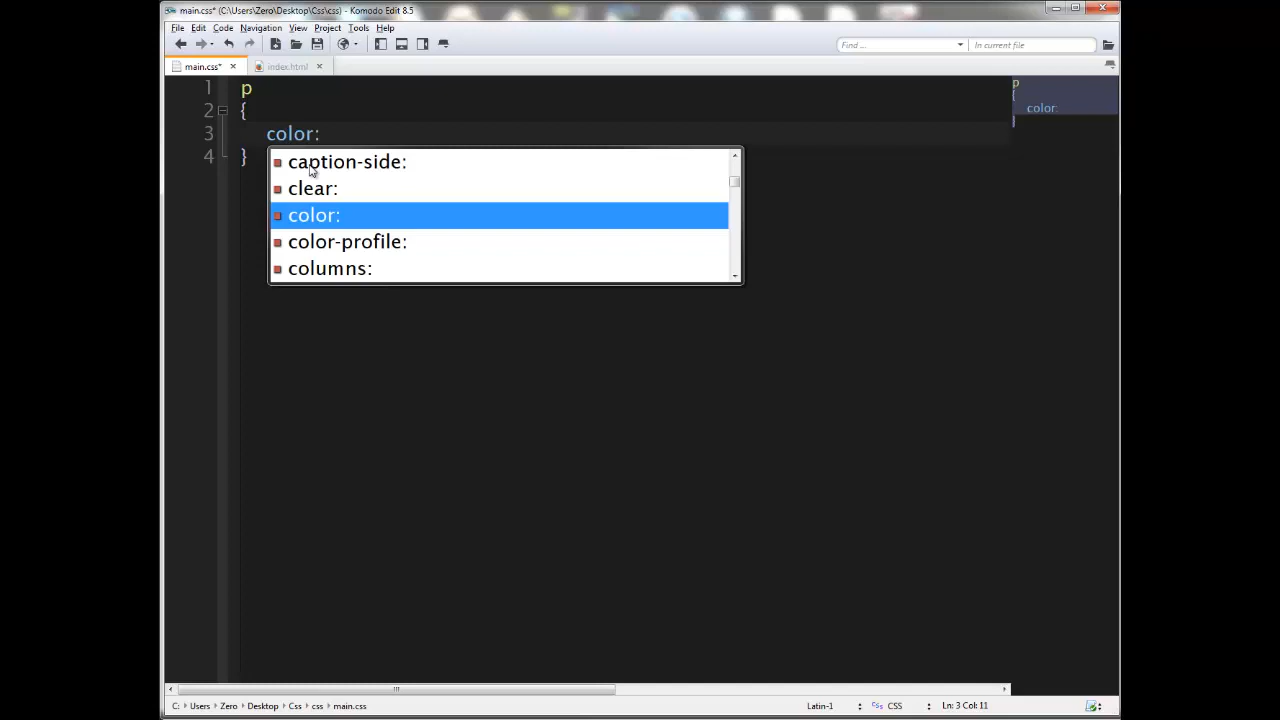 main.css* (C:\Users\Zero\Desktop\Css\css) - Komodo Edit 8.5
File Edit Code Navigation View Project Tools Help
Find ... In current file
main.css* index.html
1 p
2 {
3 color:
4 }
caption-side:
clear:
color:
color-profile:
columns:
p
{
color:
}
C: Users Zero Desktop Css css main.css Latin-1 CSS Ln: 3 Col: 11